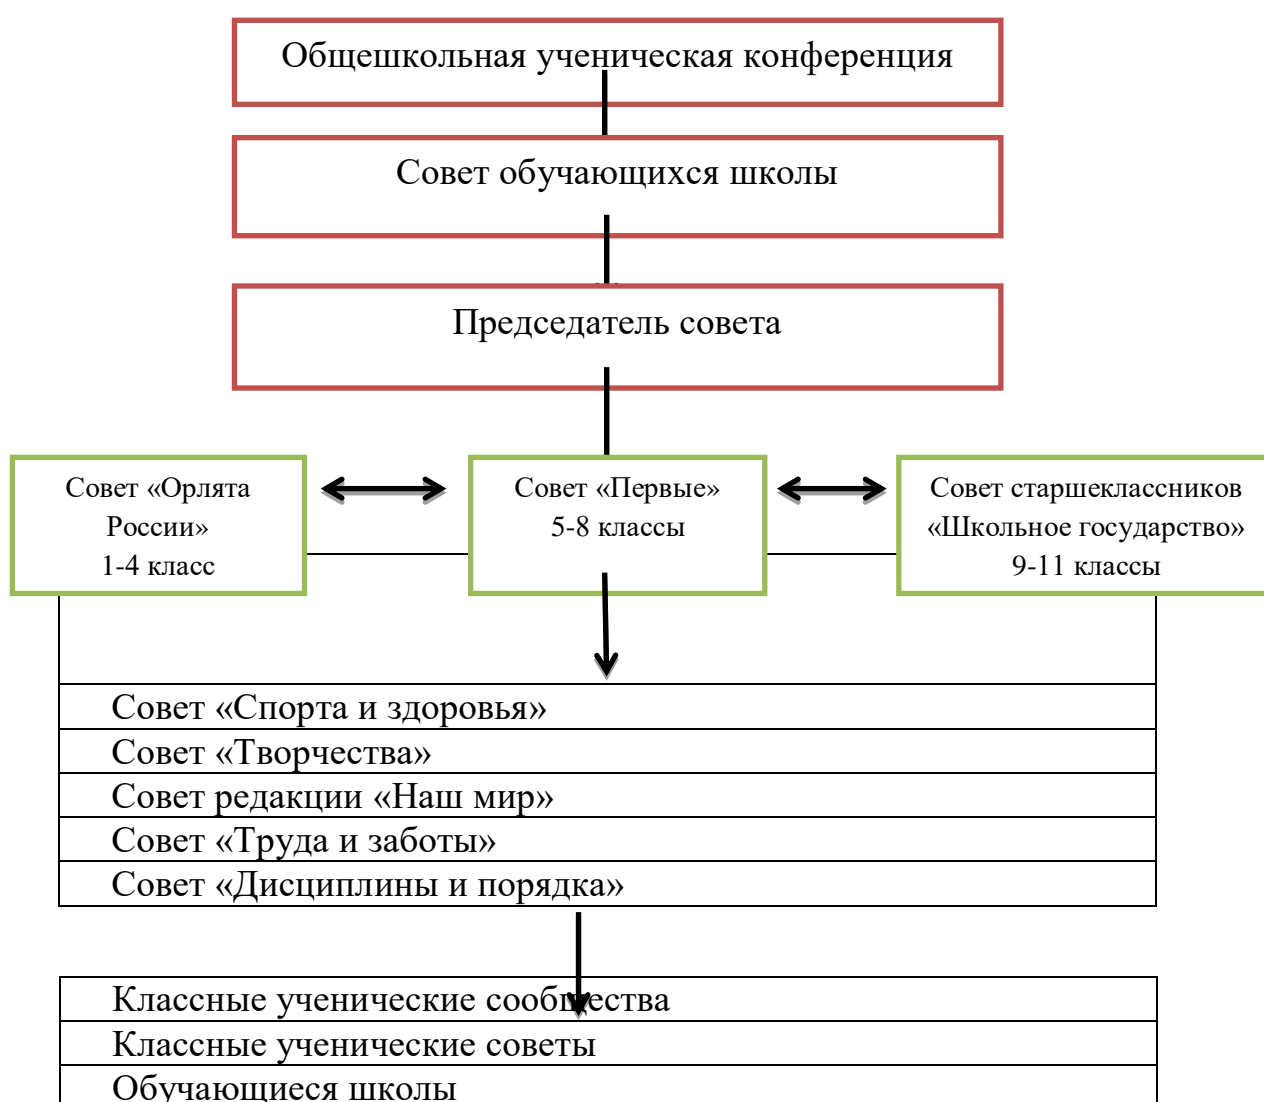 Общешкольная ученическая конференция
Совет обучающихся школы
Председатель совета
Совет «Орлята
России»
1-4 класс
Совет «Первые»
5-8 классы
Совет старшеклассников
«Школьное государство»
9-11 классы
Совет «Спорта и здоровья»
Совет «Творчества»
Совет редакции «Наш мир»
Совет «Труда и заботы»
Совет «Дисциплины и порядка»
Классные ученические сообщества
Классные ученические советы
Обучающиеся школы